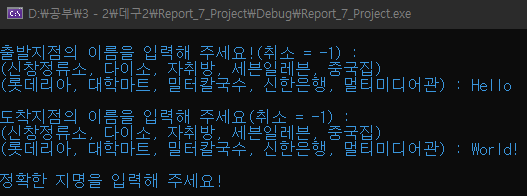 D:\공부\3 - 2\데구2\Report_7_Project\Debug\Report_7_Project.exe
출발지점의 이름을 입력해 주세요!(취소 = -1) :
(신창정류소, 다이소, 자취방, 세븐일레븐, 중국집)
(롯데리아, 대학마트, 밀터칼국수, 신한은행, 멀티미디어관) : Hello
도착지점의 이름을 입력해 주세요(취소 = -1) :
(신창정류소, 다이소, 자취방, 세븐일레븐, 중국집)
(롯데리아, 대학마트, 밀터칼국수, 신한은행, 멀티미디어관) : World!
정확한 지명을 입력해 주세요!